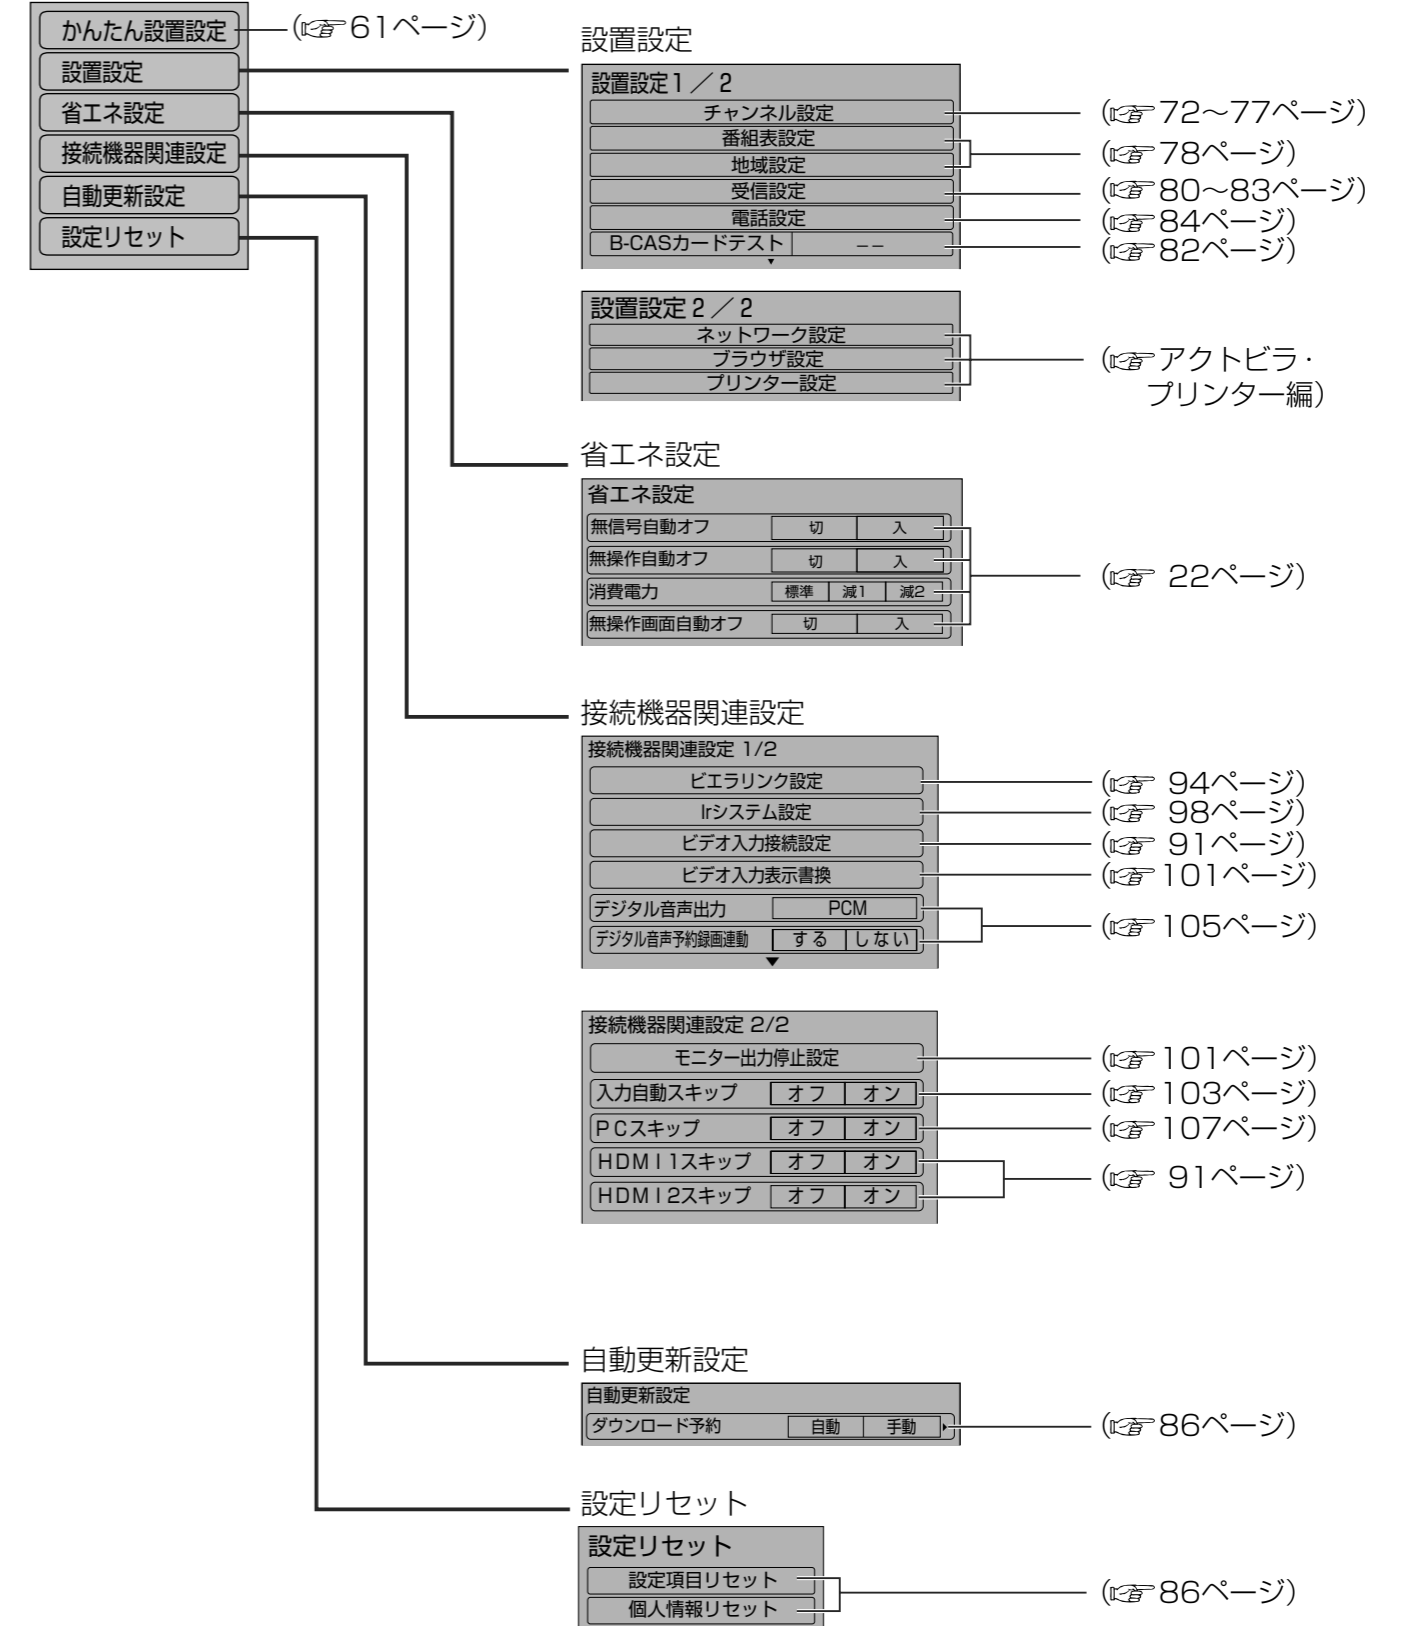 かんたん設置設定
(☞61ページ)
設置設定
省エネ設定
接続機器関連設定
自動更新設定
設定リセット
設置設定
設置設定1／2
チャンネル設定
(☞72～77ページ)
番組表設定
地域設定
(☞78ページ)
受信設定
(☞80～83ページ)
電話設定
(☞84ページ)
B-CASカードテスト －－
(☞82ページ)
▼
設置設定2／2
ネットワーク設定
ブラウザ設定
プリンター設定
(☞アクトビラ・
プリンター編)
省エネ設定
省エネ設定
無信号自動オフ 切 入
無操作自動オフ 切 入
消費電力 標準 減1 減2
無操作画面自動オフ 切 入
(☞ 22ページ)
接続機器関連設定
接続機器関連設定 1/2
ビエラリンク設定
(☞ 94ページ)
Irシステム設定
(☞ 98ページ)
ビデオ入力接続設定
(☞ 91ページ)
ビデオ入力表示書換
(☞101ページ)
デジタル音声出力 PCM
デジタル音声予約録画連動 する しない
(☞105ページ)
▼
接続機器関連設定 2/2
モニター出力停止設定
(☞101ページ)
入力自動スキップ オフ オン
(☞103ページ)
PCスキップ オフ オン
(☞107ページ)
HDMI1スキップ オフ オン
HDMI2スキップ オフ オン
(☞ 91ページ)
自動更新設定
自動更新設定
ダウンロード予約 自動 手動
(☞86ページ)
設定リセット
設定リセット
設定項目リセット
個人情報リセット
(☞86ページ)